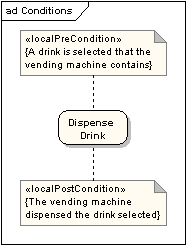 ad Conditions
«localPreCondition»
{A drink is selected that the
vending machine contains}
Dispense
Drink
«localPostCondition»
{The vending machine
dispensed the drink selected}